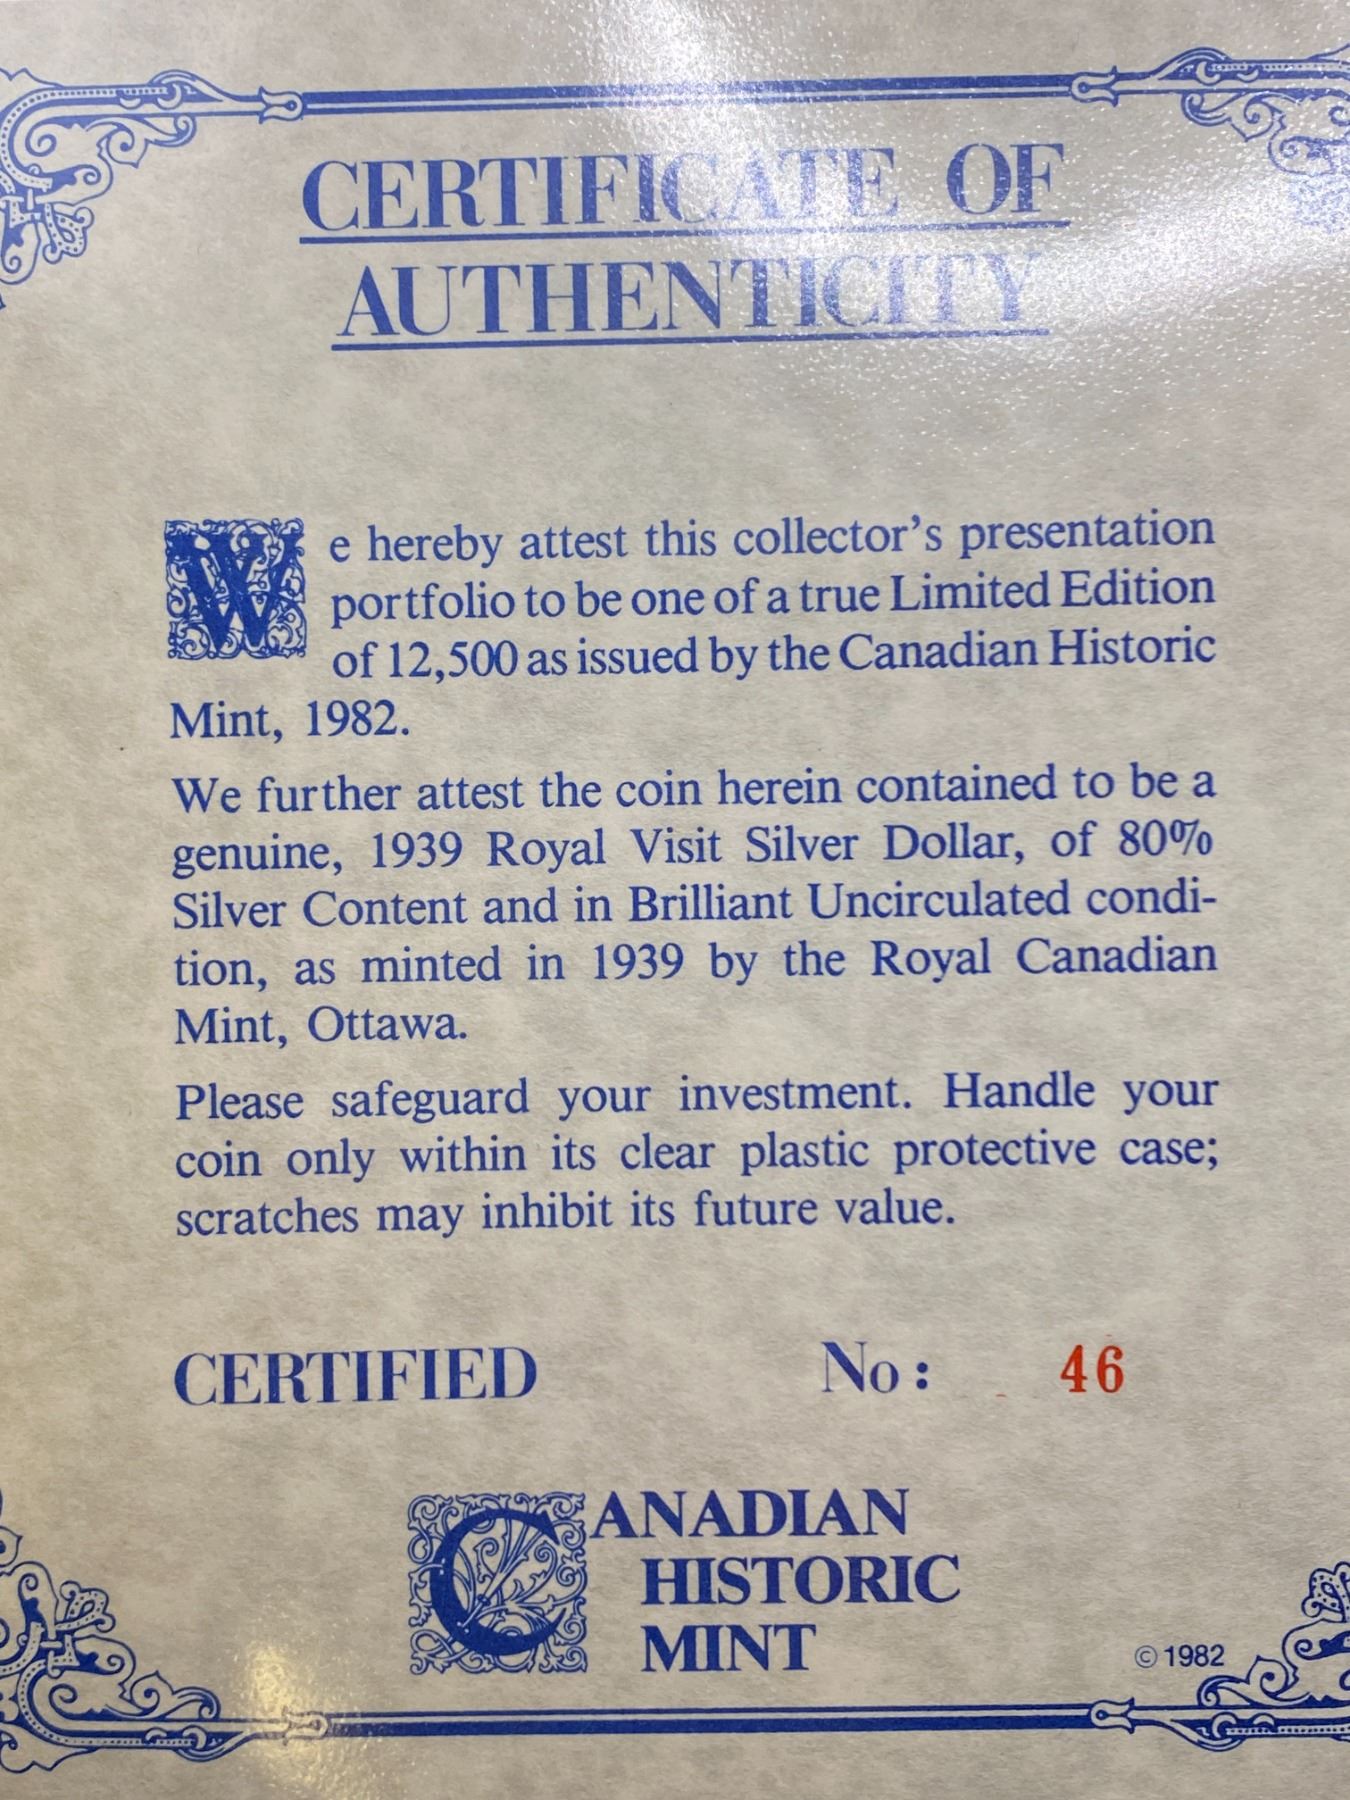 CERTIFICATE OF
AUTHENTICITY
We hereby attest this collector's presentation
portfolio to be one of a true Limited Edition
of 12,500 as issued by the Canadian Historic
Mint, 1982.
We further attest the coin herein contained to be a
genuine, 1939 Royal Visit Silver Dollar, of 80%
Silver Content and in Brilliant Uncirculated condi-
tion, as minted in 1939 by the Royal Canadian
Mint, Ottawa.
Please safeguard your investment. Handle your
coin only within its clear plastic protective case;
scratches may inhibit its future value.
CERTIFIED No: 46
CANADIAN
HISTORIC
MINT
© 1982